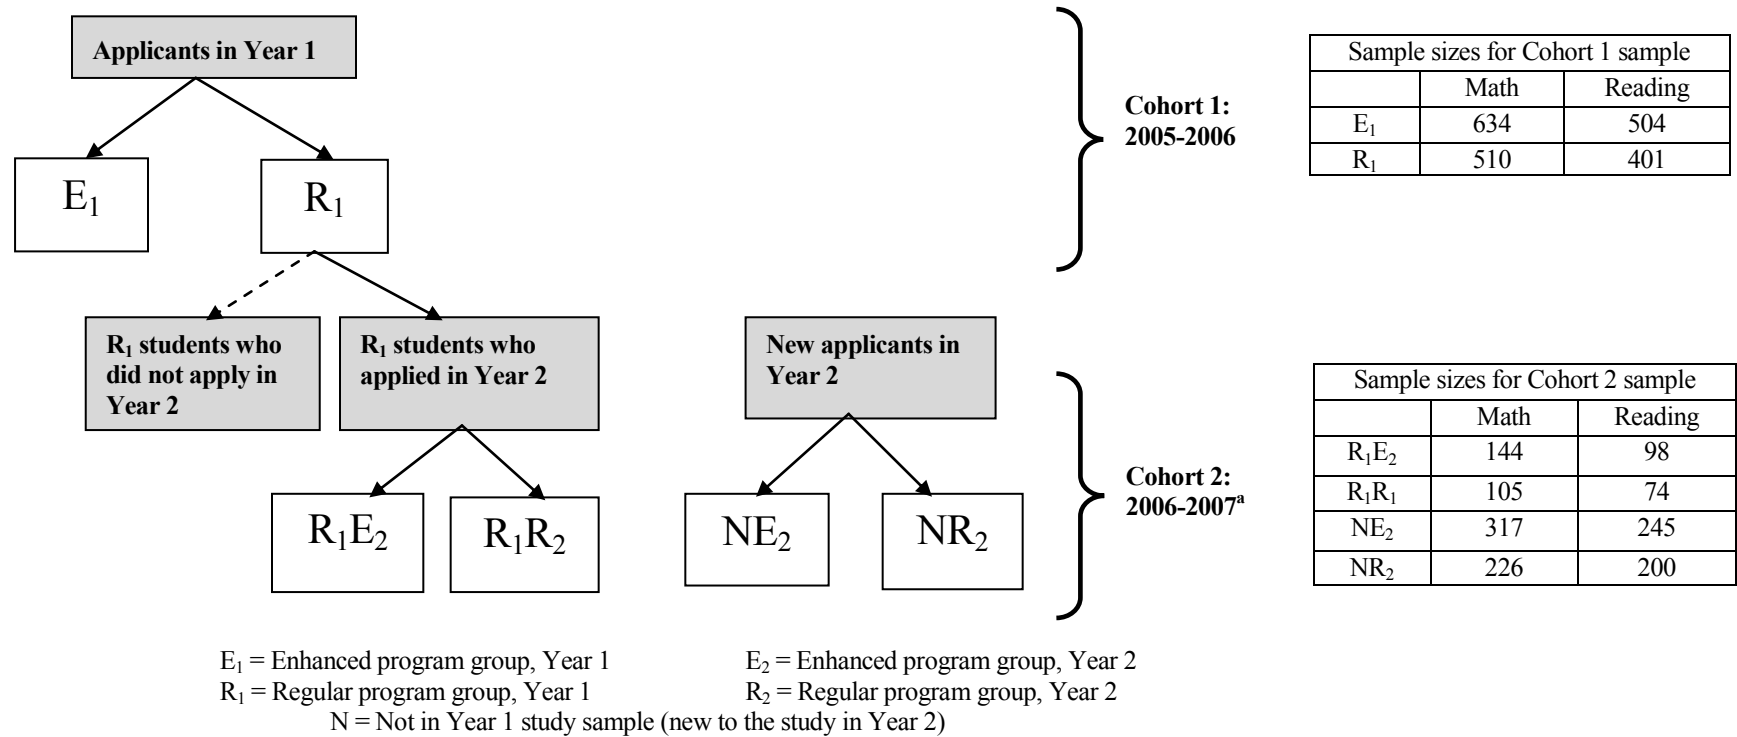 Applicants in Year 1
E₁
R₁
Cohort 1:
2005-2006
Sample sizes for Cohort 1 sample
Math Reading
E₁ 634 504
R₁ 510 401
R₁ students who
did not apply in
Year 2
R₁ students who
applied in Year 2
New applicants in
Year 2
R₁E₂
R₁R₂
NE₂
NR₂
Cohort 2:
2006-2007ᵃ
Sample sizes for Cohort 2 sample
Math Reading
R₁E₂ 144 98
R₁R₁ 105 74
NE₂ 317 245
NR₂ 226 200
E₁ = Enhanced program group, Year 1
E₂ = Enhanced program group, Year 2
R₁ = Regular program group, Year 1
R₂ = Regular program group, Year 2
N = Not in Year 1 study sample (new to the study in Year 2)